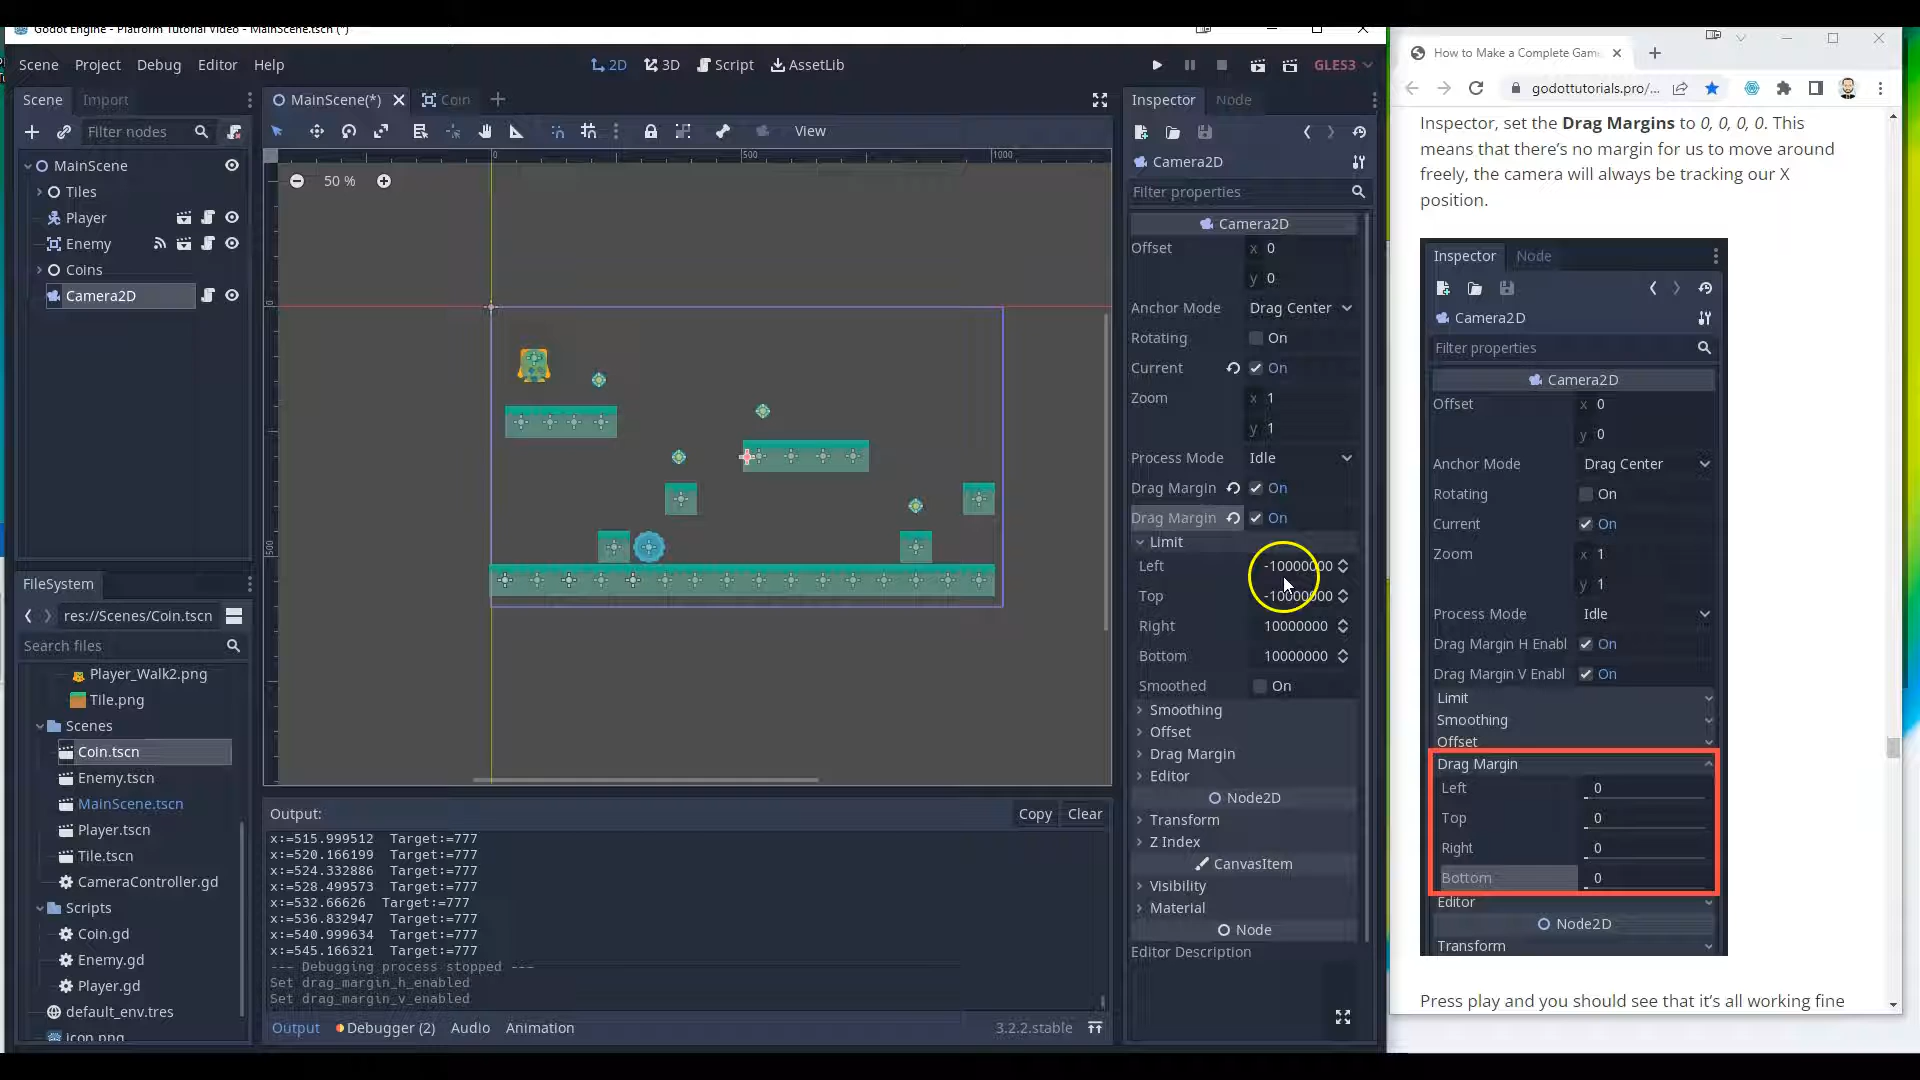 Godot Engine - Platform Tutorial Video - MainScene.tscn (*)
Scene Project Debug Editor Help
2D 3D Script AssetLib
GLES3
Scene Import
Filter nodes
MainScene
Tiles
Player
Enemy
Coins
Camera2D
FileSystem
res://Scenes/Coin.tscn
Search files
Player_Walk2.png
Tile.png
Scenes
Coin.tscn
Enemy.tscn
MainScene.tscn
Player.tscn
Tile.tscn
CameraController.gd
Scripts
Coin.gd
Enemy.gd
Player.gd
default_env.tres
icon.png
MainScene(*) Coin
View
0 500 1000
50 %
0
500
Output: Copy Clear
x:=515.999512 Target:=777
x:=520.166199 Target:=777
x:=524.332886 Target:=777
x:=528.499573 Target:=777
x:=532.66626 Target:=777
x:=536.832947 Target:=777
x:=540.999634 Target:=777
x:=545.166321 Target:=777
--- Debugging process stopped ---
Set drag_margin_h_enabled
Set drag_margin_v_enabled
Output Debugger (2) Audio Animation 3.2.2.stable
Inspector Node
Camera2D
Filter properties
Camera2D
Offset x 0
y 0
Anchor Mode Drag Center
Rotating On
Current On
Zoom x 1
y 1
Process Mode Idle
Drag Margin On
Drag Margin On
Limit
Left -10000000
Top -10000000
Right 10000000
Bottom 10000000
Smoothed On
Smoothing
Offset
Drag Margin
Editor
Node2D
Transform
Z Index
CanvasItem
Visibility
Material
Node
Editor Description
How to Make a Complete Gam
godottutorials.pro/...
Inspector, set the Drag Margins to 0, 0, 0, 0. This
means that there's no margin for us to move around
freely, the camera will always be tracking our X
position.
Inspector Node
Camera2D
Filter properties
Camera2D
Offset x 0
y 0
Anchor Mode Drag Center
Rotating On
Current On
Zoom x 1
y 1
Process Mode Idle
Drag Margin H Enabl On
Drag Margin V Enabl On
Limit
Smoothing
Offset
Drag Margin
Left 0
Top 0
Right 0
Bottom 0
Editor
Node2D
Transform
Press play and you should see that it's all working fine